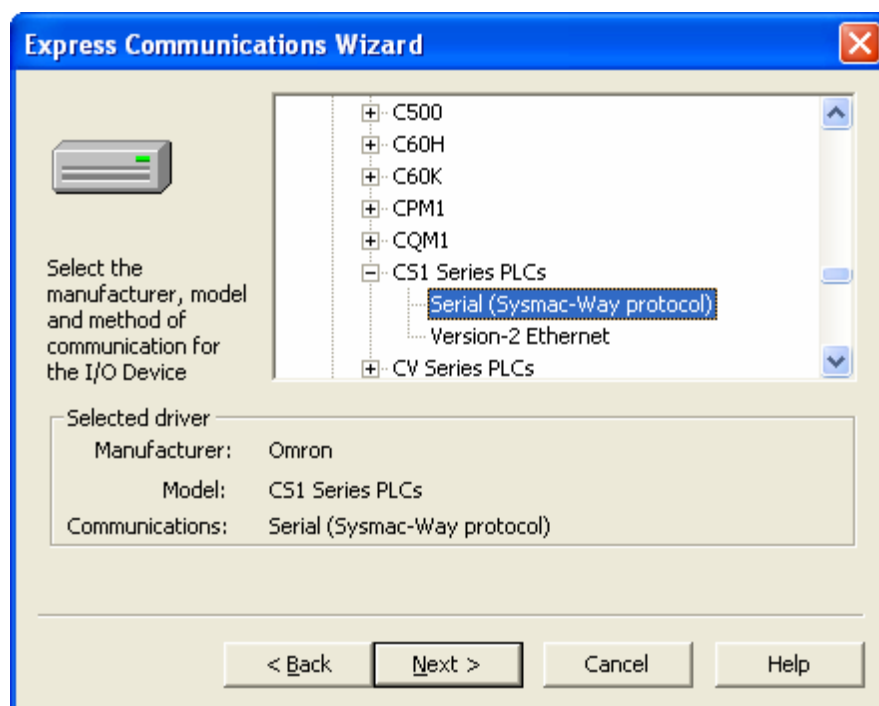 Express Communications Wizard
C500
C60H
C60K
CPM1
CQM1
CS1 Series PLCs
Serial (Sysmac-Way protocol)
Version-2 Ethernet
CV Series PLCs
Select the
manufacturer, model
and method of
communication for
the I/O Device
Selected driver
Manufacturer: Omron
Model: CS1 Series PLCs
Communications: Serial (Sysmac-Way protocol)
< Back Next > Cancel Help